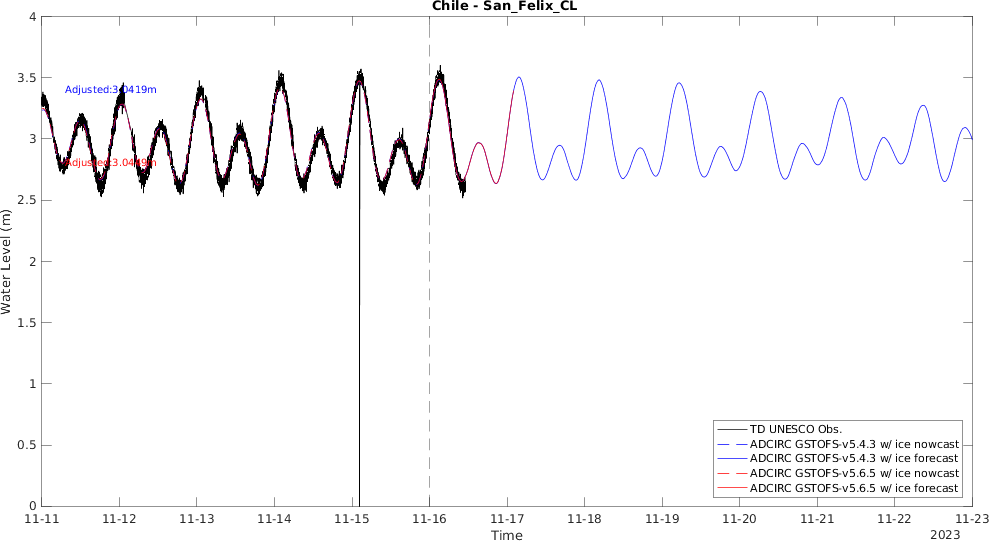 Chile - San_Felix_CL
Water Level (m)
4
3.5
3
2.5
2
1.5
1
0.5
0
Adjusted:3.0419m
Adjusted:3.0449m
TD UNESCO Obs.
ADCIRC GSTOFS-v5.4.3 w/ ice nowcast
ADCIRC GSTOFS-v5.4.3 w/ ice forecast
ADCIRC GSTOFS-v5.6.5 w/ ice nowcast
ADCIRC GSTOFS-v5.6.5 w/ ice forecast
11-11 11-12 11-13 11-14 11-15 11-16 11-17 11-18 11-19 11-20 11-21 11-22 11-23
Time
2023